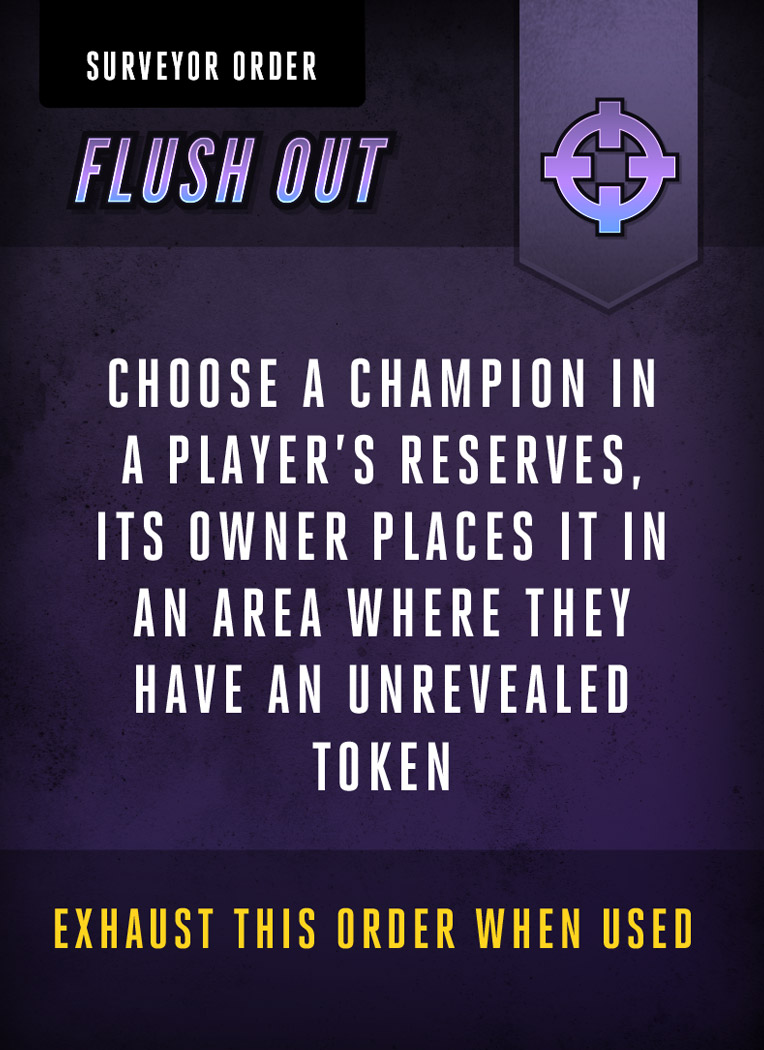 SURVEYOR ORDER
FLUSH OUT
CHOOSE A CHAMPION IN
A PLAYER'S RESERVES,
ITS OWNER PLACES IT IN
AN AREA WHERE THEY
HAVE AN UNREVEALED
TOKEN
EXHAUST THIS ORDER WHEN USED